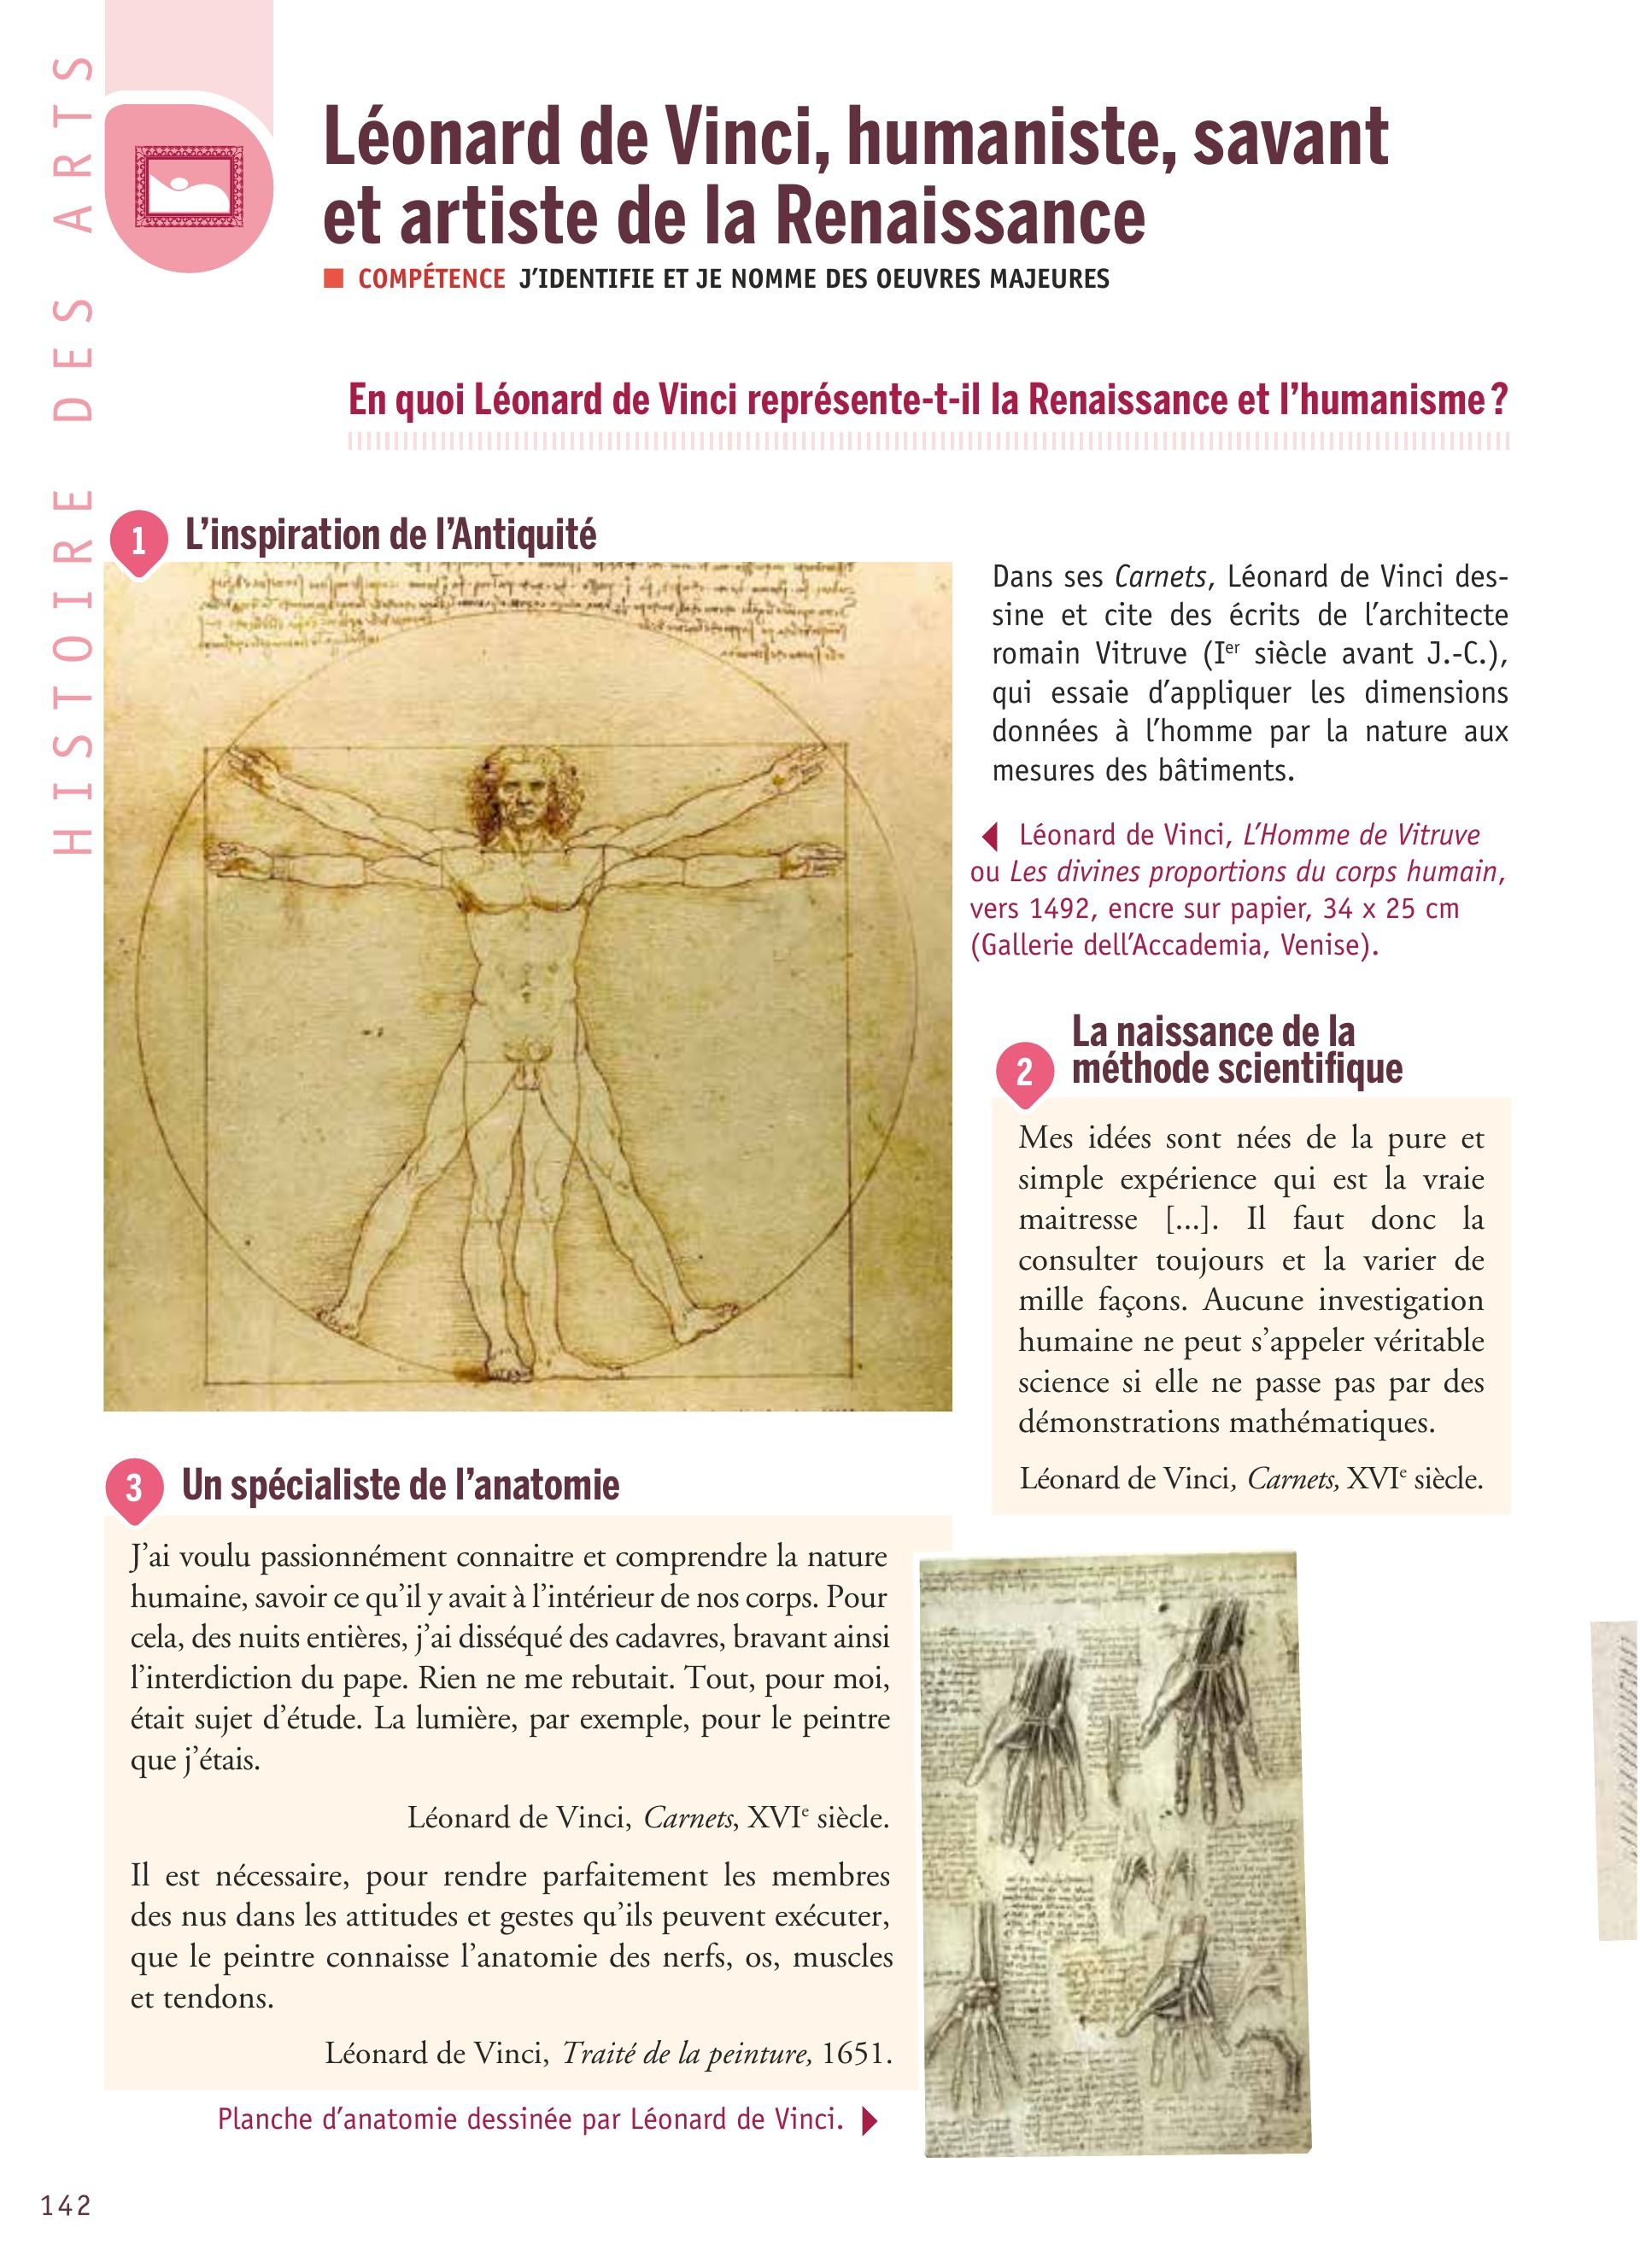 HISTOIRE DES ARTS
Léonard de Vinci, humaniste, savant
et artiste de la Renaissance
COMPÉTENCE J’IDENTIFIE ET JE NOMME DES OEUVRES MAJEURES
En quoi Léonard de Vinci représente-t-il la Renaissance et l’humanisme ?
1 L’inspiration de l’Antiquité
Dans ses Carnets, Léonard de Vinci des-
sine et cite des écrits de l’architecte
romain Vitruve (Ier siècle avant J.-C.),
qui essaie d’appliquer les dimensions
données à l’homme par la nature aux
mesures des bâtiments.
Léonard de Vinci, L’Homme de Vitruve
ou Les divines proportions du corps humain,
vers 1492, encre sur papier, 34 x 25 cm
(Gallerie dell’Accademia, Venise).
2 La naissance de la
méthode scientifique
Mes idées sont nées de la pure et
simple expérience qui est la vraie
maitresse [...]. Il faut donc la
consulter toujours et la varier de
mille façons. Aucune investigation
humaine ne peut s’appeler véritable
science si elle ne passe pas par des
démonstrations mathématiques.
Léonard de Vinci, Carnets, XVIe siècle.
3 Un spécialiste de l’anatomie
J’ai voulu passionnément connaitre et comprendre la nature
humaine, savoir ce qu’il y avait à l’intérieur de nos corps. Pour
cela, des nuits entières, j’ai disséqué des cadavres, bravant ainsi
l’interdiction du pape. Rien ne me rebutait. Tout, pour moi,
était sujet d’étude. La lumière, par exemple, pour le peintre
que j’étais.
Léonard de Vinci, Carnets, XVIe siècle.
Il est nécessaire, pour rendre parfaitement les membres
des nus dans les attitudes et gestes qu’ils peuvent exécuter,
que le peintre connaisse l’anatomie des nerfs, os, muscles
et tendons.
Léonard de Vinci, Traité de la peinture, 1651.
Planche d’anatomie dessinée par Léonard de Vinci.
142